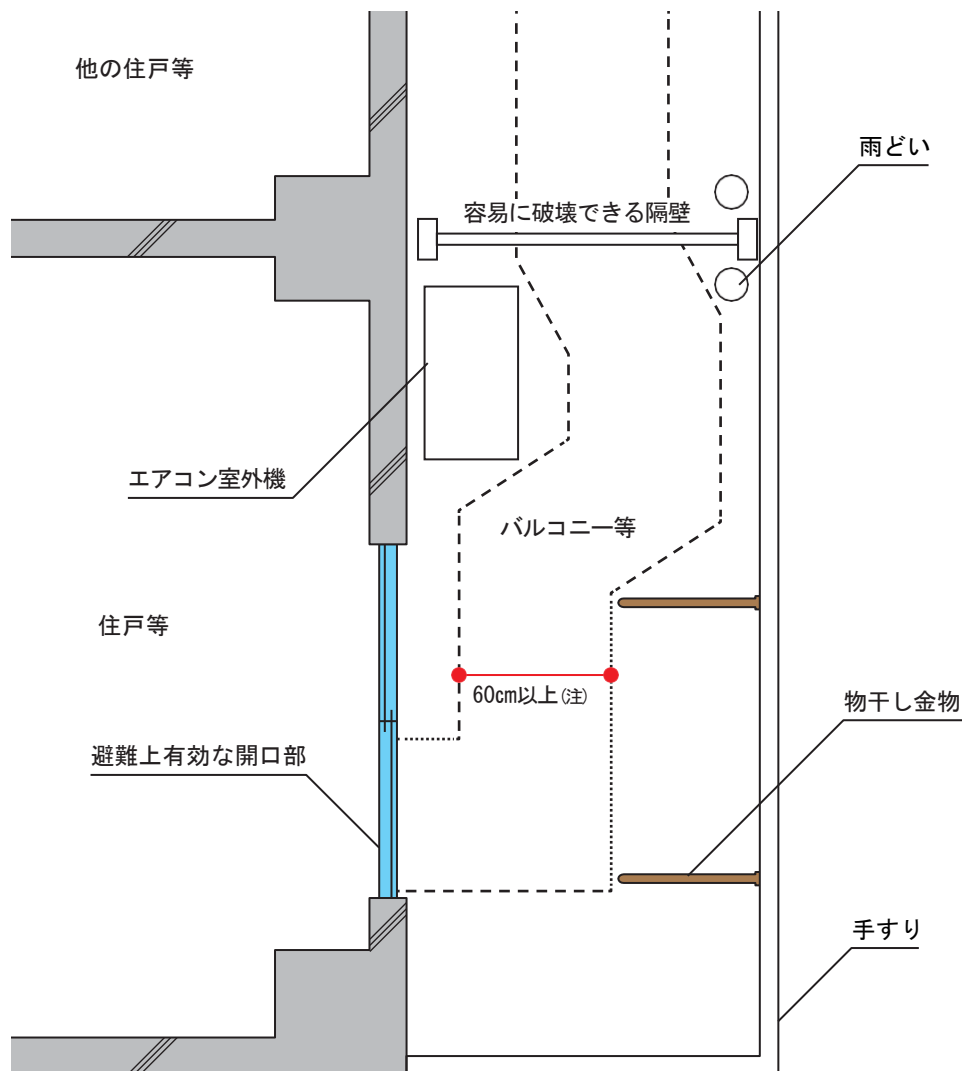 他の住戸等
雨どい
容易に破壊できる隔壁
エアコン室外機
バルコニー等
住戸等
60cm以上(注)
物干し金物
避難上有効な開口部
手すり